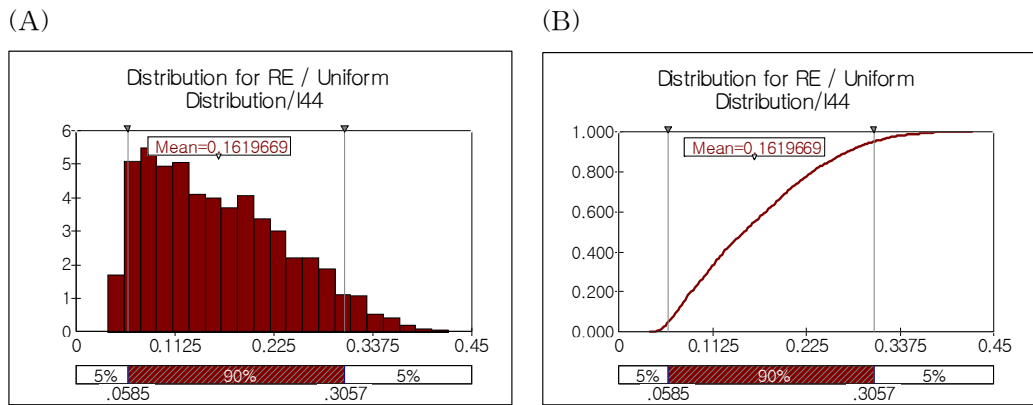 (A)
Distribution for RE / Uniform
Distribution/I44
6
5
4
3
2
1
0
Mean=0.1619669
0 0.1125 0.225 0.3375 0.45
5% 90% 5%
.0585 .3057
(B)
Distribution for RE / Uniform
Distribution/I44
1.000
0.800
0.600
0.400
0.200
0.000
Mean=0.1619669
0 0.1125 0.225 0.3375 0.45
5% 90% 5%
.0585 .3057